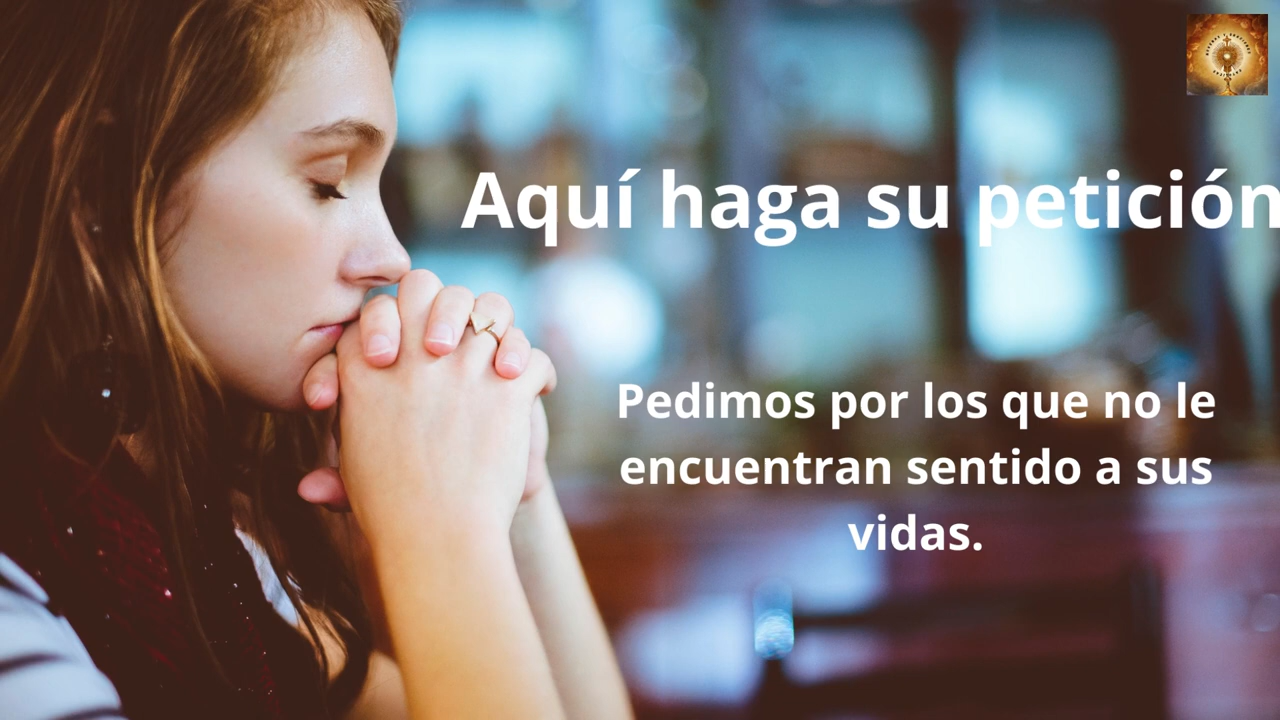 Aquí haga su petición
Pedimos por los que no le
encuentran sentido a sus
vidas.